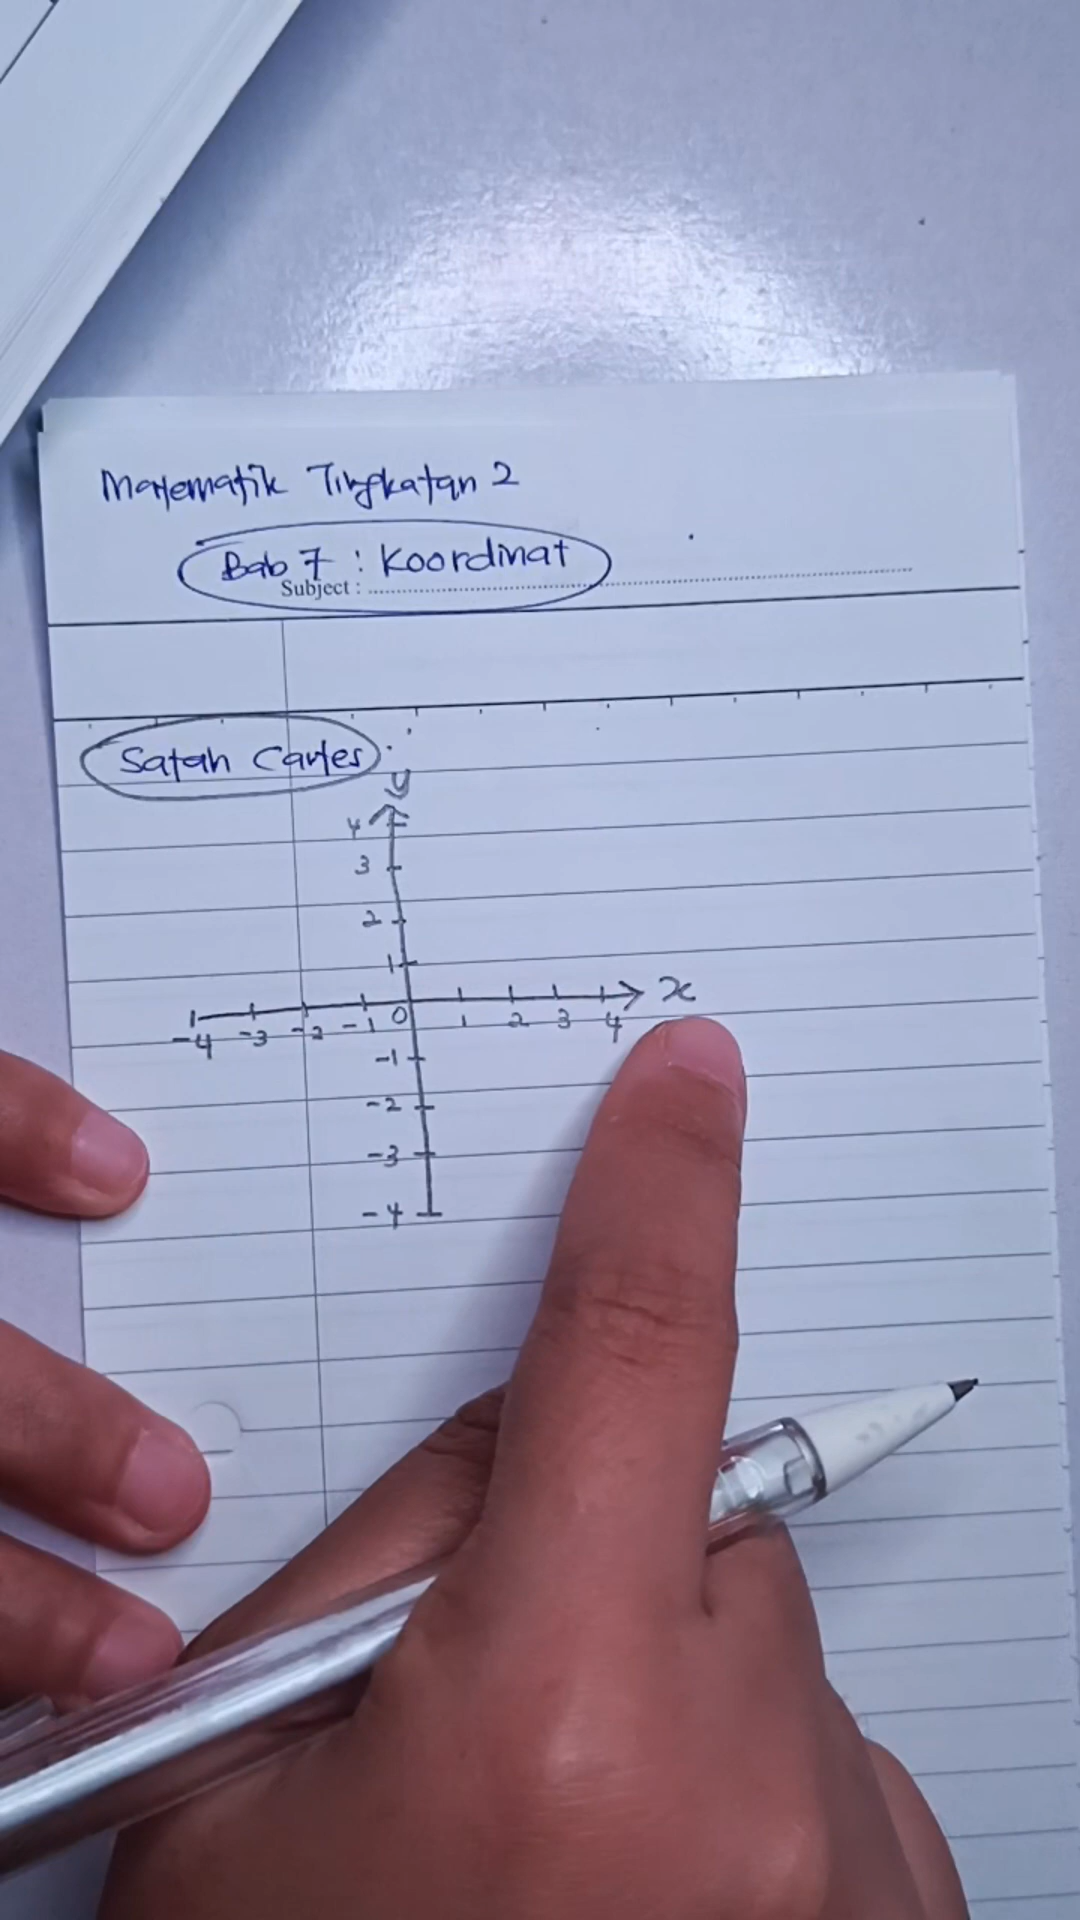 Matematik Tingkatan 2
Bab 7 : Koordinat
Subject :
Satah Cartes
y
4
3
2
1
x
-4 -3 -2 -1 0 1 2 3 4
-1
-2
-3
-4